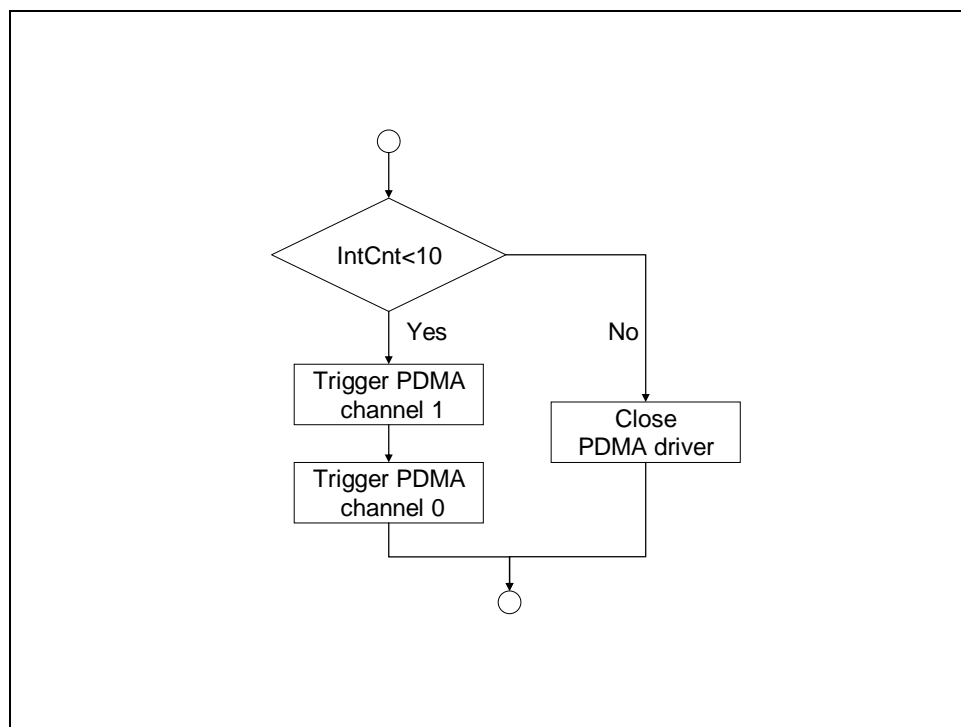 IntCnt<10
Yes
No
Trigger PDMA
channel 1
Close
PDMA driver
Trigger PDMA
channel 0